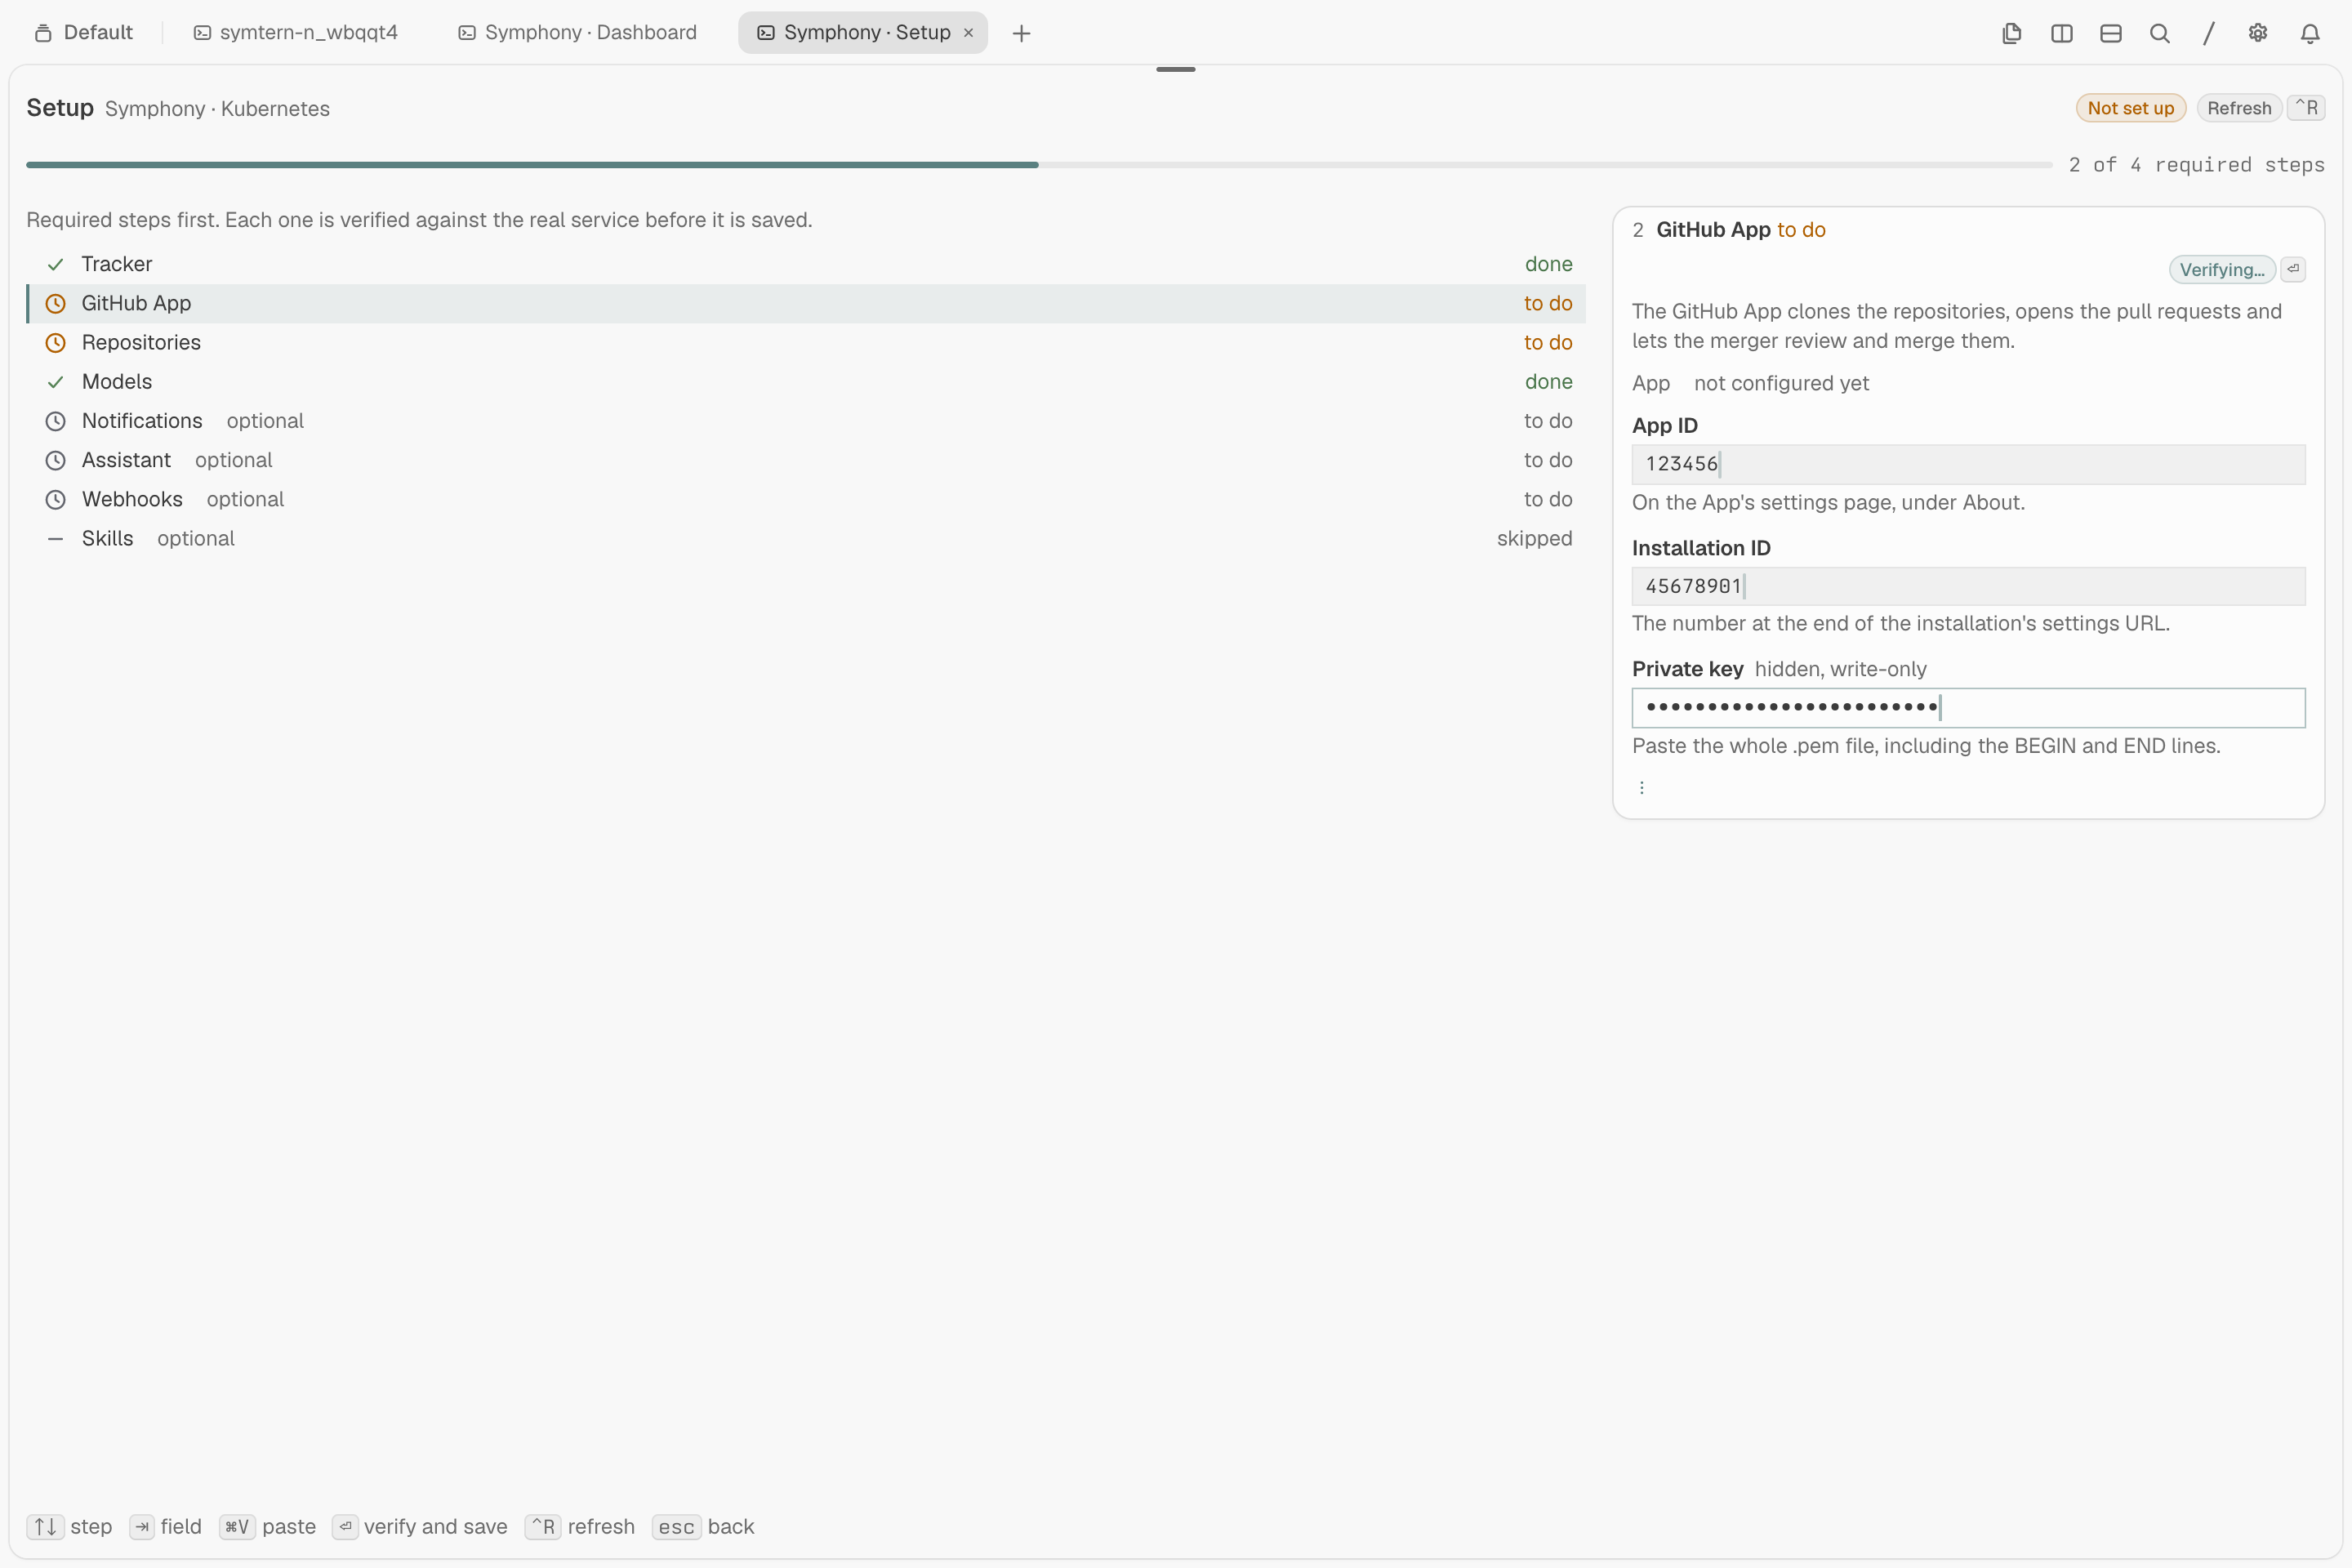 Default
symtern-n_wbqqt4
Symphony · Dashboard
Symphony · Setup ×
Setup Symphony · Kubernetes
Not set up Refresh ^R
2 of 4 required steps
Required steps first. Each one is verified against the real service before it is saved.
Tracker done
GitHub App to do
Repositories to do
Models done
Notifications optional to do
Assistant optional to do
Webhooks optional to do
Skills optional skipped
2 GitHub App to do
Verifying... ⏎
The GitHub App clones the repositories, opens the pull requests and
lets the merger review and merge them.
App not configured yet
App ID
123456
On the App's settings page, under About.
Installation ID
45678901
The number at the end of the installation's settings URL.
Private key hidden, write-only
••••••••••••••••••••••••
Paste the whole .pem file, including the BEGIN and END lines.
↑↓ step ⇥ field ⌘V paste ⏎ verify and save ^R refresh esc back